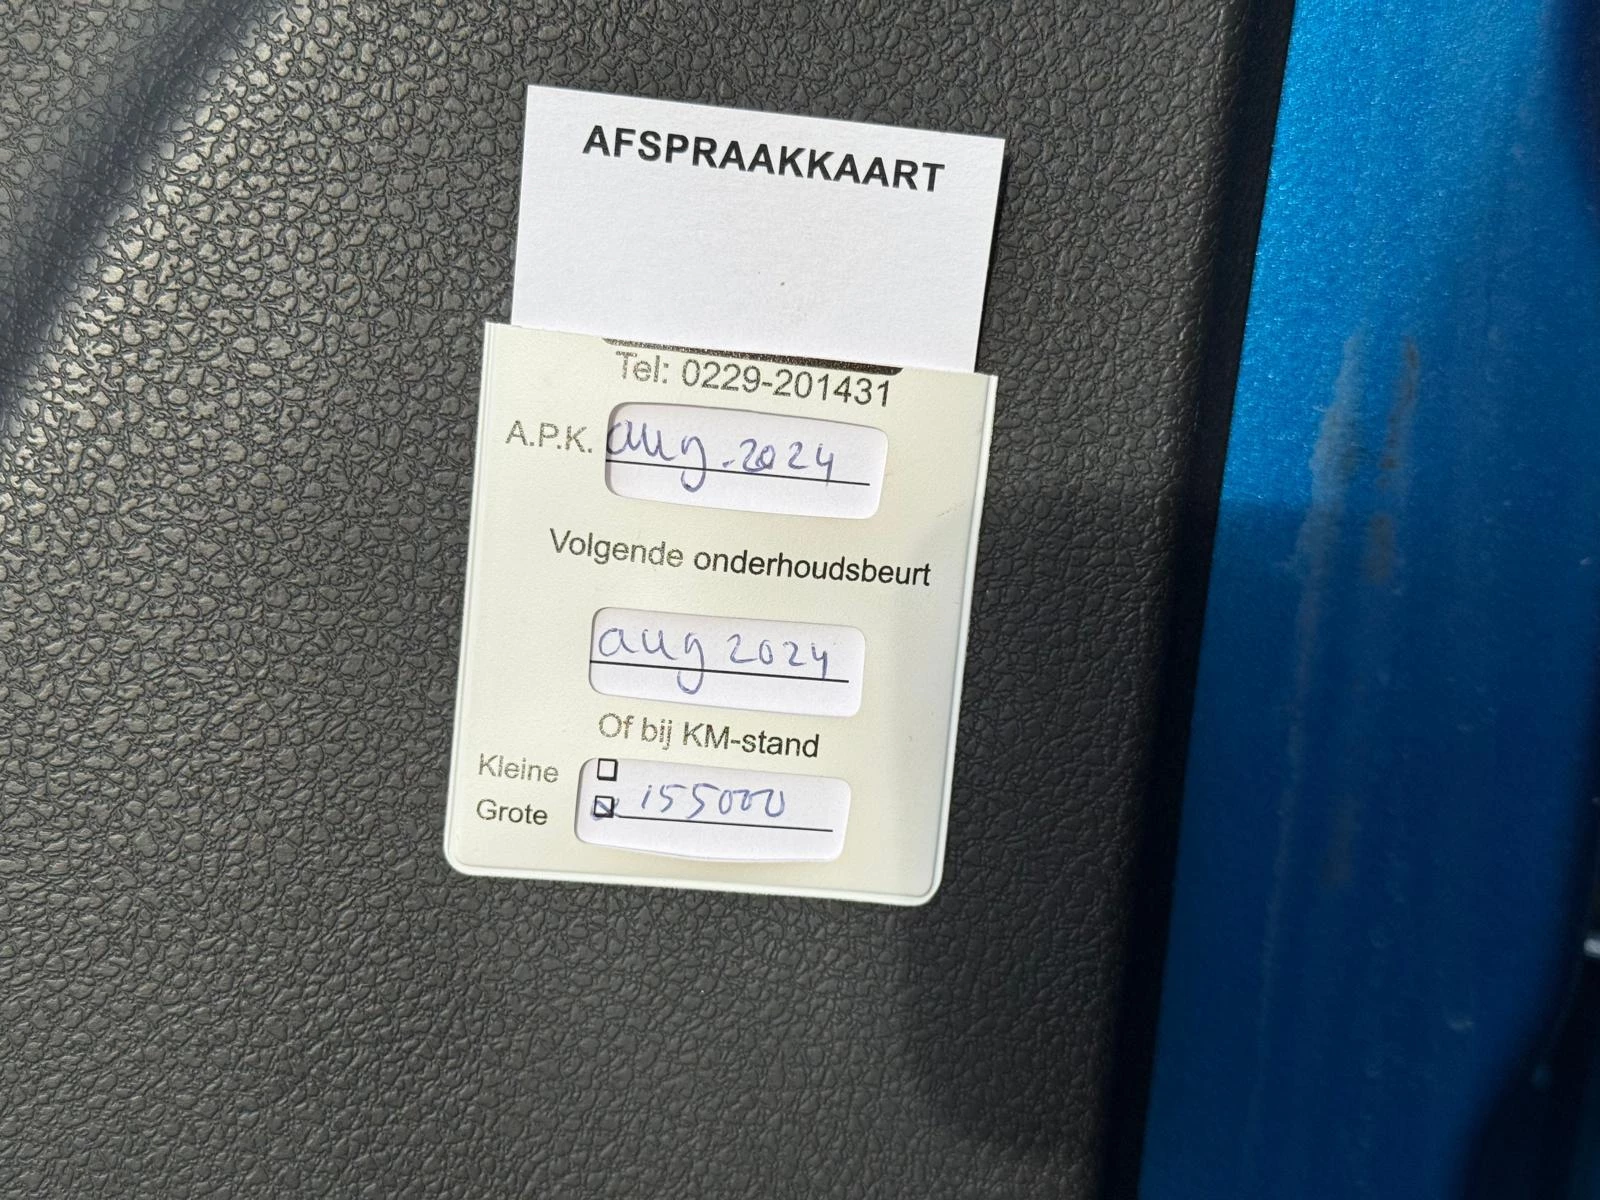 AFSPRAAKKAART
Tel: 0229-201431
A.P.K. aug. 2024
Volgende onderhoudsbeurt
aug 2024
Of bij KM-stand
Kleine ☐
Grote ☒ 155000